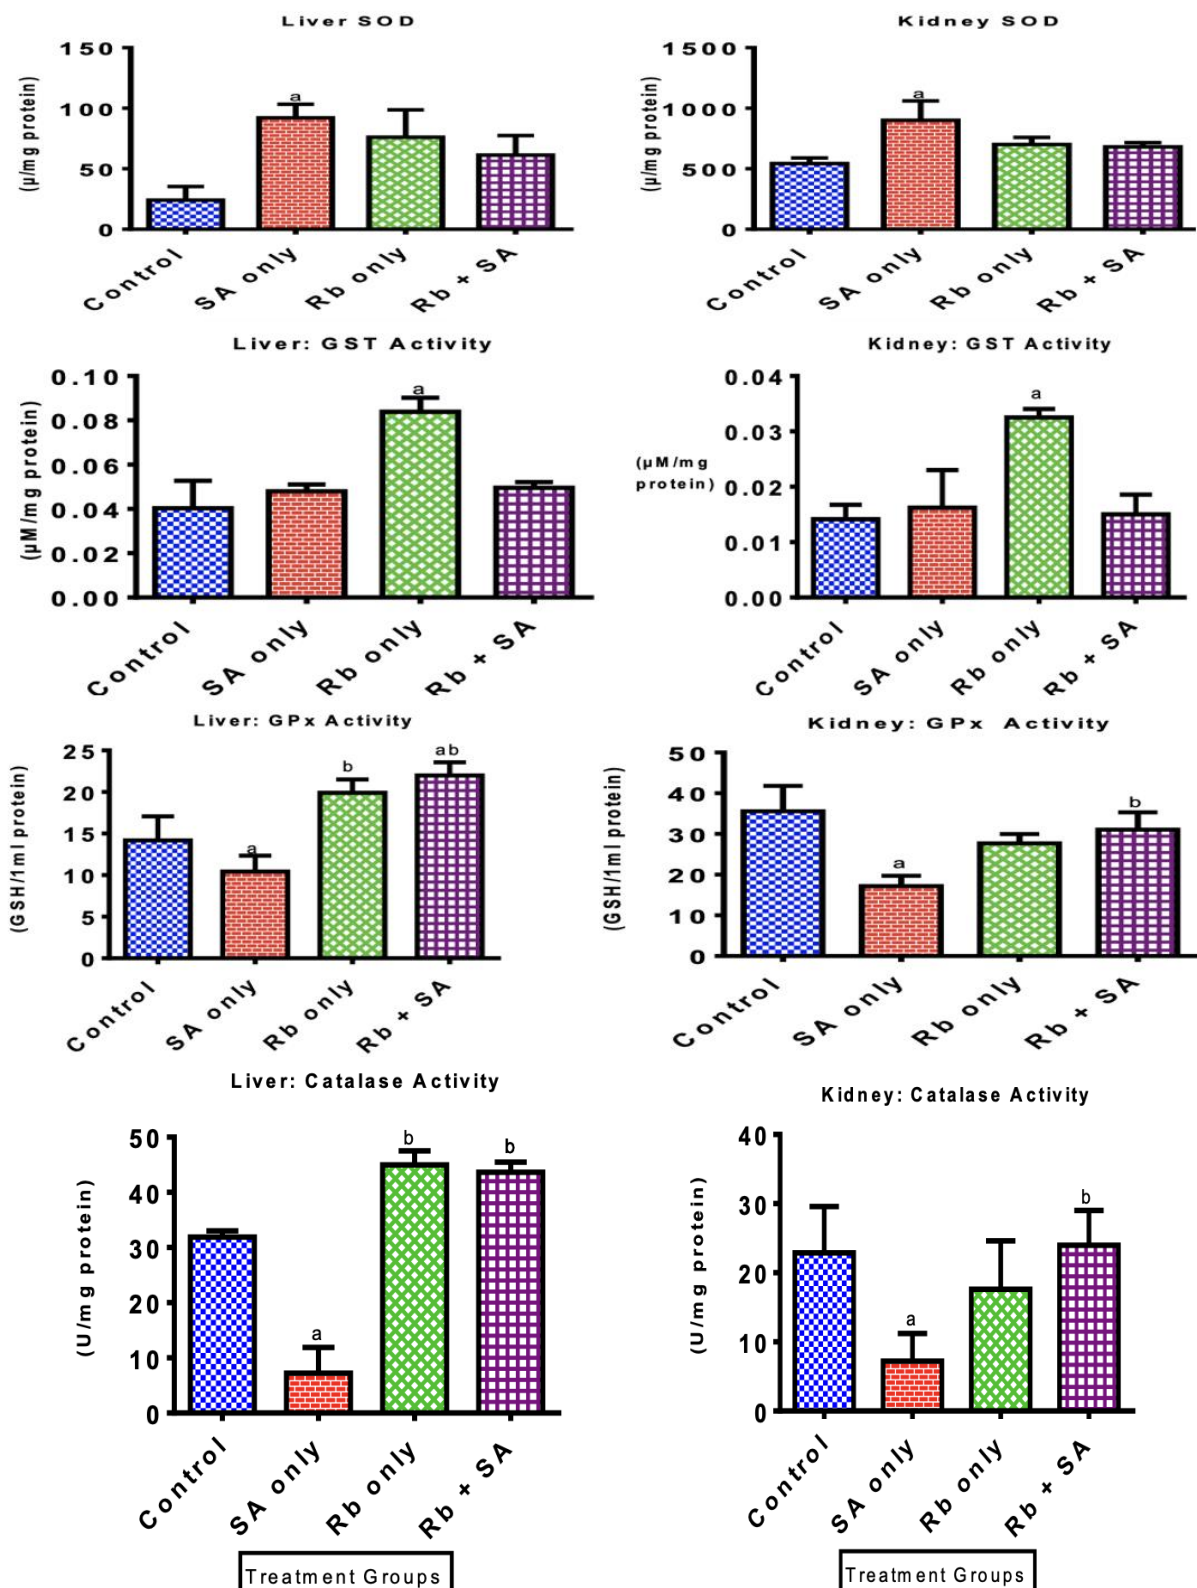 Liver SOD
(μ/mg protein)
150
100
50
0
a
Control
SA only
Rb only
Rb + SA
Kidney SOD
(μ/mg protein)
1500
1000
500
0
a
Control
SA only
Rb only
Rb + SA
Liver: GST Activity
(μM/mg protein)
0.10
0.08
0.06
0.04
0.02
0.00
a
Control
SA only
Rb only
Rb + SA
Kidney: GST Activity
(μM/mg
protein)
0.04
0.03
0.02
0.01
0.00
a
Control
SA only
Rb only
Rb + SA
Liver: GPx Activity
(GSH/1ml protein)
25
20
15
10
5
0
a
b
ab
Control
SA only
Rb only
Rb + SA
Kidney: GPx Activity
(GSH/1ml protein)
50
40
30
20
10
0
a
b
Control
SA only
Rb only
Rb + SA
Liver: Catalase Activity
(U/mg protein)
50
40
30
20
10
0
a
b
b
Control
SA only
Rb only
Rb + SA
Treatment Groups
Kidney: Catalase Activity
(U/mg protein)
40
30
20
10
0
a
b
Control
SA only
Rb only
Rb + SA
Treatment Groups